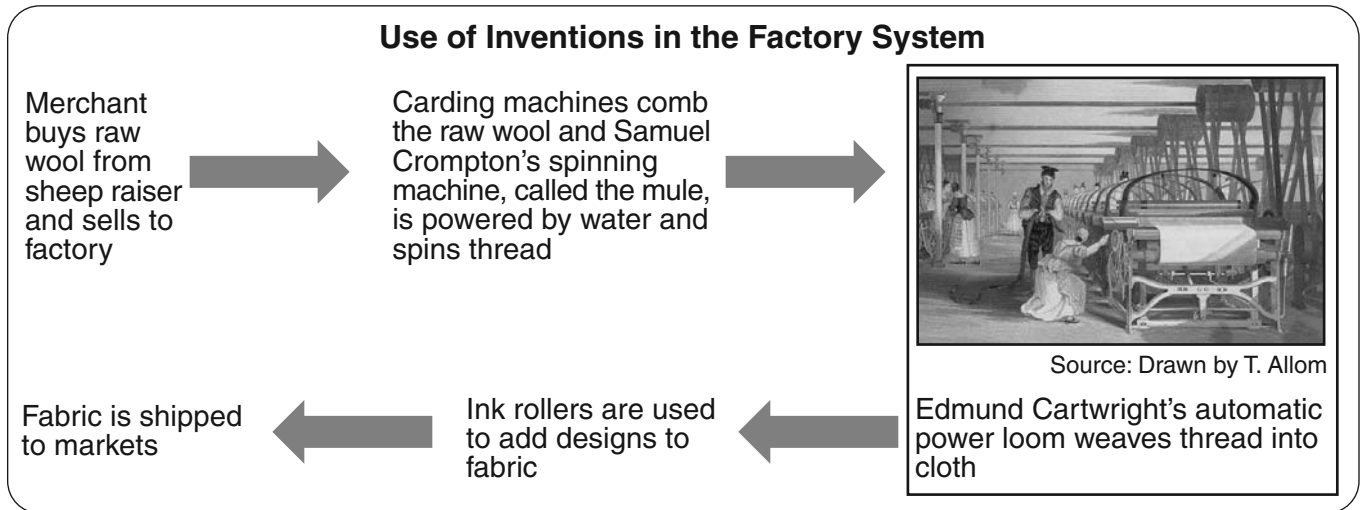 Use of Inventions in the Factory System
Merchant
buys raw
wool from
sheep raiser
and sells to
factory
Carding machines comb
the raw wool and Samuel
Crompton's spinning
machine, called the mule,
is powered by water and
spins thread
Source: Drawn by T. Allom
Edmund Cartwright's automatic
power loom weaves thread into
cloth
Ink rollers are used
to add designs to
fabric
Fabric is shipped
to markets